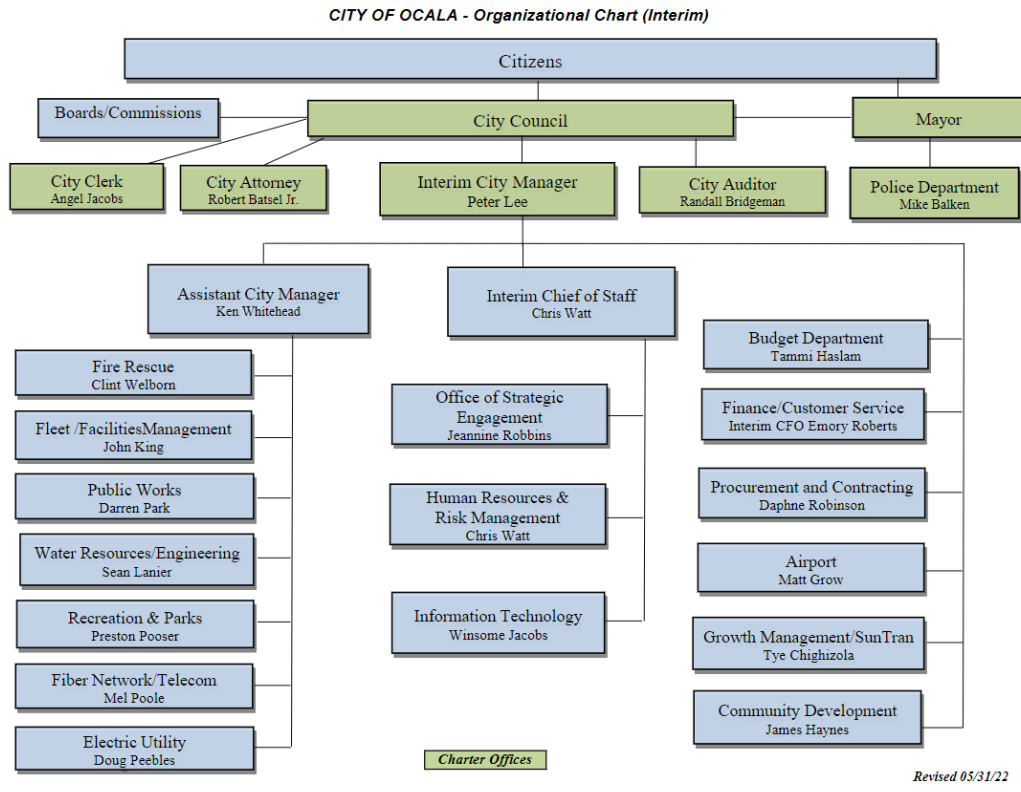 CITY OF OCALA - Organizational Chart (Interim)
Citizens
Boards/Commissions
City Council
Mayor
City Clerk
Angel Jacobs
City Attorney
Robert Batsel Jr.
Interim City Manager
Peter Lee
City Auditor
Randall Bridgeman
Police Department
Mike Balken
Assistant City Manager
Ken Whitehead
Interim Chief of Staff
Chris Watt
Fire Rescue
Clint Welborn
Fleet /FacilitiesManagement
John King
Public Works
Darren Park
Water Resources/Engineering
Sean Lanier
Recreation & Parks
Preston Pooser
Fiber Network/Telecom
Mel Poole
Electric Utility
Doug Peebles
Office of Strategic
Engagement
Jeannine Robbins
Human Resources &
Risk Management
Chris Watt
Information Technology
Winsome Jacobs
Budget Department
Tammi Haslam
Finance/Customer Service
Interim CFO Emory Roberts
Procurement and Contracting
Daphne Robinson
Airport
Matt Grow
Growth Management/SunTran
Tye Chighizola
Community Development
James Haynes
Charter Offices
Revised 05/31/22